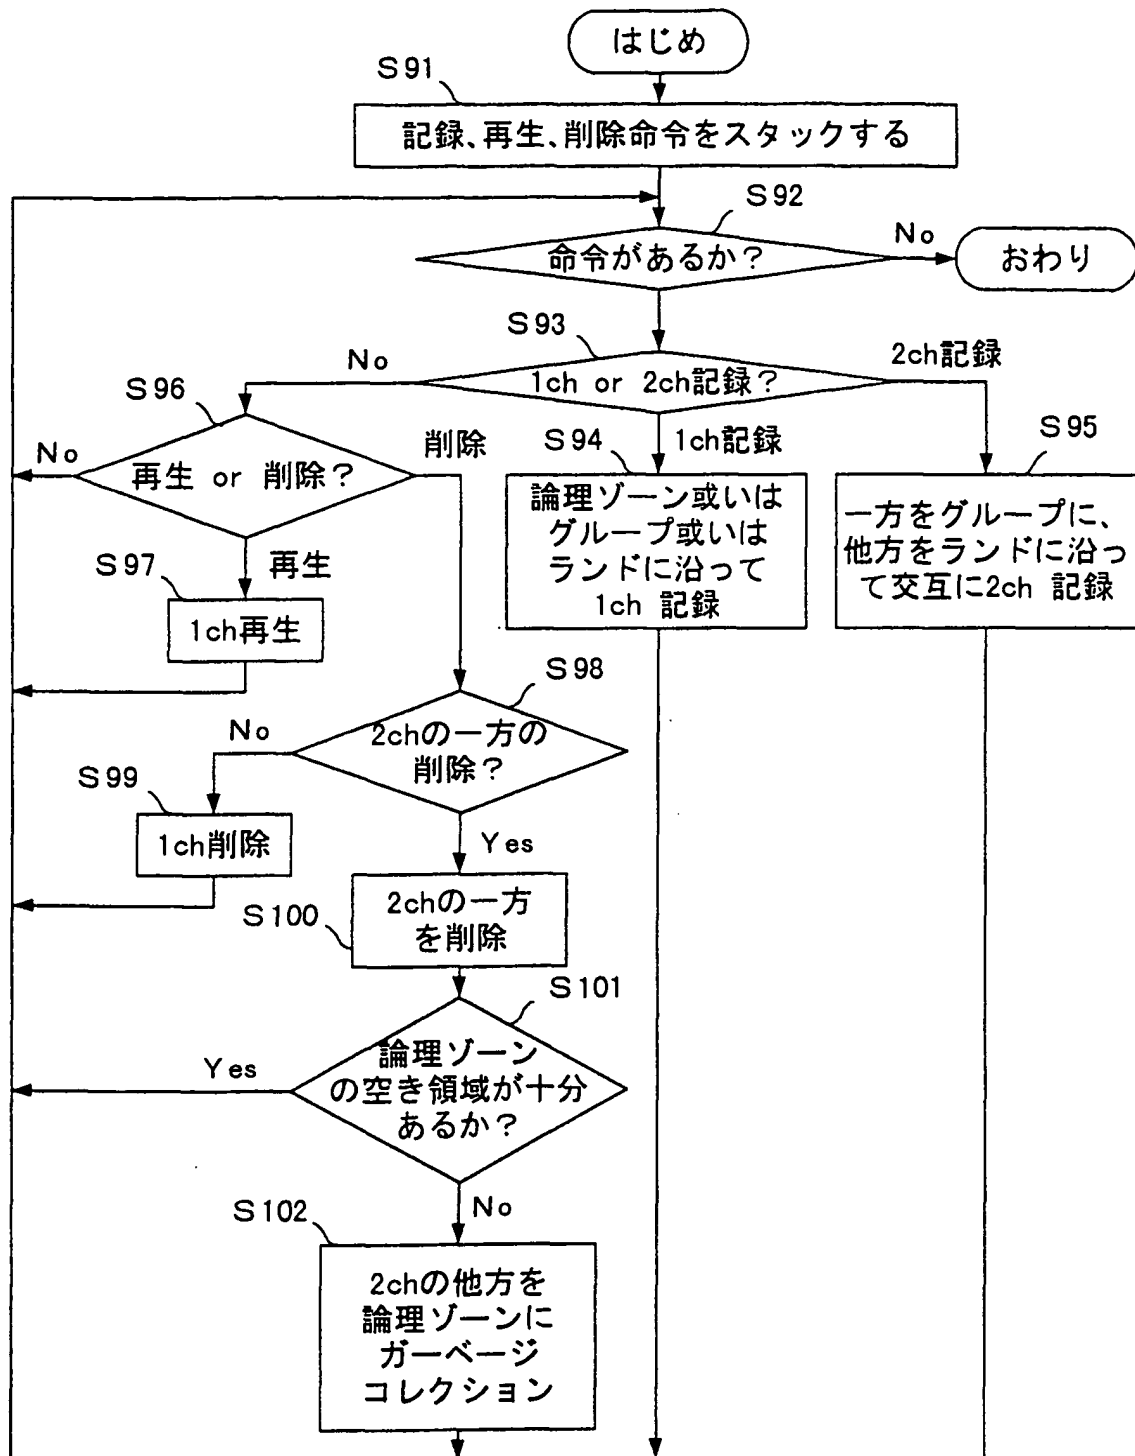 はじめ
S91
記録、再生、削除命令をスタックする
S92
命令があるか?
No
おわり
S93
1ch or 2ch記録?
No
2ch記録
S96
再生 or 削除?
No
削除
S94
1ch記録
S95
論理ゾーン或いは
グループ或いは
ランドに沿って
1ch 記録
一方をグループに、
他方をランドに沿っ
て交互に2ch 記録
S97
再生
1ch再生
S98
2chの一方の
削除?
No
S99
1ch削除
Yes
S100
2chの一方
を削除
S101
論理ゾーン
の空き領域が十分
あるか?
Yes
No
S102
2chの他方を
論理ゾーンに
ガーベージ
コレクション